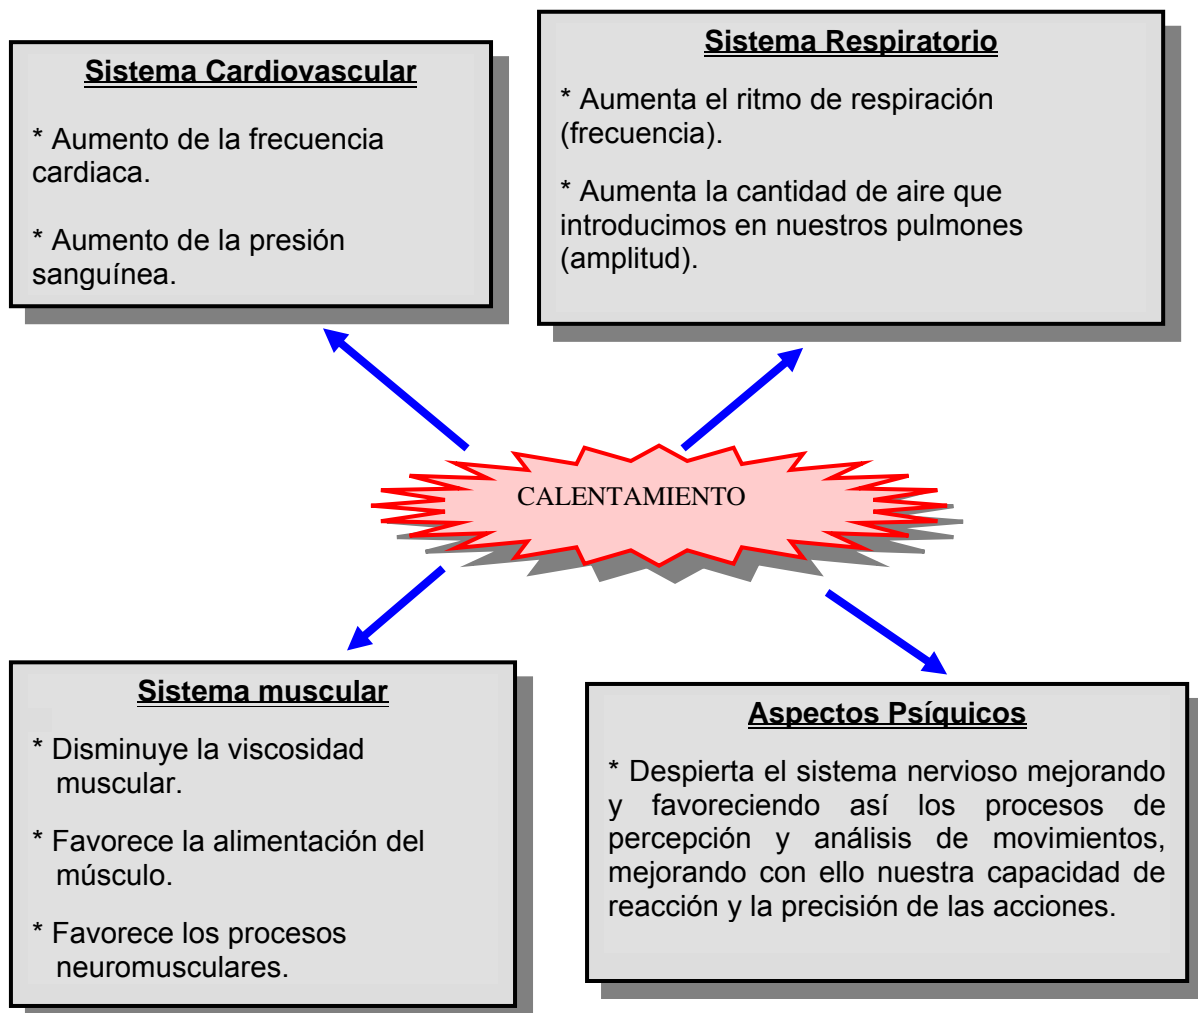 Sistema Cardiovascular
* Aumento de la frecuencia
cardiaca.
* Aumento de la presión
sanguínea.
Sistema Respiratorio
* Aumenta el ritmo de respiración
(frecuencia).
* Aumenta la cantidad de aire que
introducimos en nuestros pulmones
(amplitud).
CALENTAMIENTO
Sistema muscular
* Disminuye la viscosidad
muscular.
* Favorece la alimentación del
músculo.
* Favorece los procesos
neuromusculares.
Aspectos Psíquicos
* Despierta el sistema nervioso mejorando
y favoreciendo así los procesos de
percepción y análisis de movimientos,
mejorando con ello nuestra capacidad de
reacción y la precisión de las acciones.